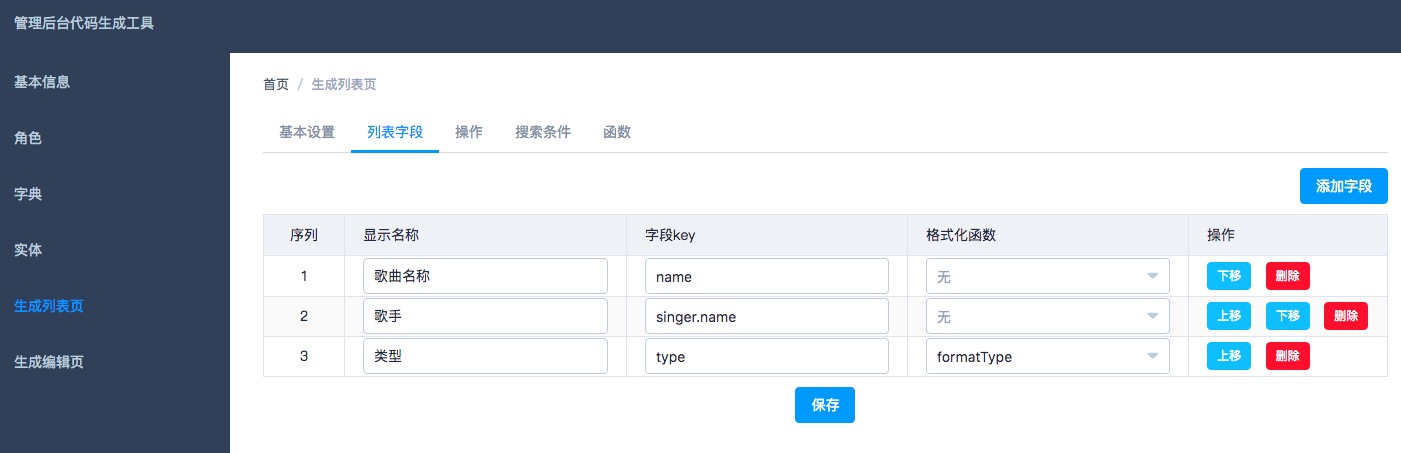 管理后台代码生成工具
基本信息
角色
字典
实体
生成列表页
生成编辑页
首页 / 生成列表页
基本设置 列表字段 操作 搜索条件 函数
添加字段
序列 显示名称 字段key 格式化函数 操作
1 歌曲名称 name 无 下移 删除
2 歌手 singer.name 无 上移 下移 删除
3 类型 type formatType 上移 删除
保存